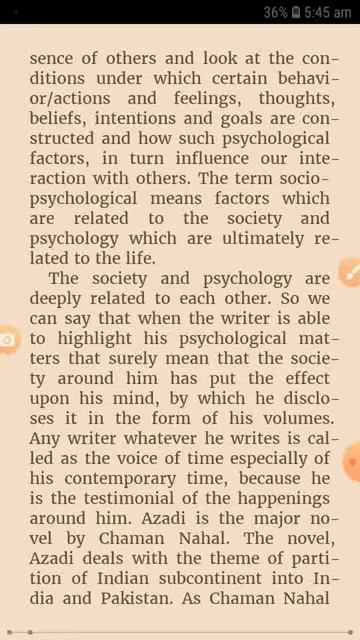 36% 5:45 am
sence of others and look at the con-
ditions under which certain behavi-
or/actions and feelings, thoughts,
beliefs, intentions and goals are con-
structed and how such psychological
factors, in turn influence our inte-
raction with others. The term socio-
psychological means factors which
are related to the society and
psychology which are ultimately re-
lated to the life.
The society and psychology are
deeply related to each other. So we
can say that when the writer is able
to highlight his psychological mat-
ters that surely mean that the socie-
ty around him has put the effect
upon his mind, by which he disclo-
ses it in the form of his volumes.
Any writer whatever he writes is cal-
led as the voice of time especially of
his contemporary time, because he
is the testimonial of the happenings
around him. Azadi is the major no-
vel by Chaman Nahal. The novel,
Azadi deals with the theme of parti-
tion of Indian subcontinent into In-
dia and Pakistan. As Chaman Nahal